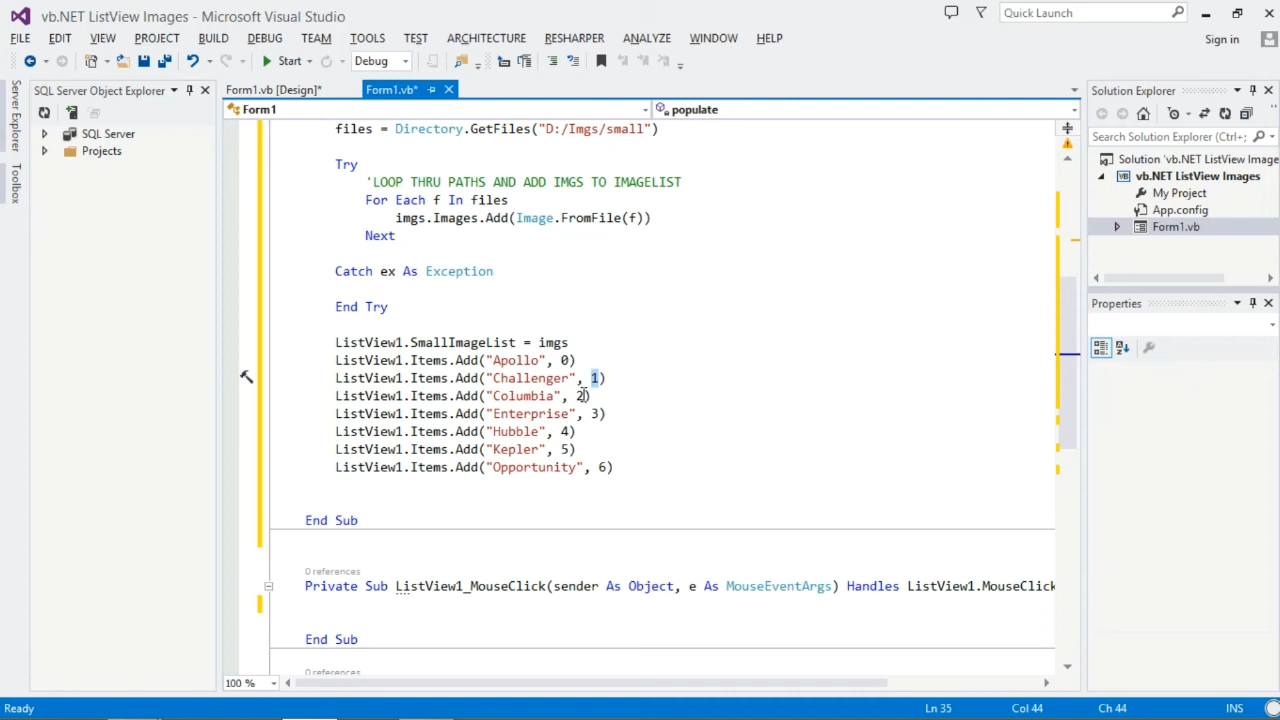 vb.NET ListView Images - Microsoft Visual Studio
Quick Launch
FILE EDIT VIEW PROJECT BUILD DEBUG TEAM TOOLS TEST ARCHITECTURE RESHARPER ANALYZE WINDOW HELP
Sign in
Start Debug
Server Explorer
Toolbox
SQL Server Object Explorer
SQL Server
Projects
Form1.vb [Design]*
Form1.vb*
Form1
populate
files = Directory.GetFiles("D:/Imgs/small")
Try
'LOOP THRU PATHS AND ADD IMGS TO IMAGELIST
For Each f In files
imgs.Images.Add(Image.FromFile(f))
Next
Catch ex As Exception
End Try
ListView1.SmallImageList = imgs
ListView1.Items.Add("Apollo", 0)
ListView1.Items.Add("Challenger", 1)
ListView1.Items.Add("Columbia", 2)
ListView1.Items.Add("Enterprise", 3)
ListView1.Items.Add("Hubble", 4)
ListView1.Items.Add("Kepler", 5)
ListView1.Items.Add("Opportunity", 6)
End Sub
0 references
Private Sub ListView1_MouseClick(sender As Object, e As MouseEventArgs) Handles ListView1.MouseClick
End Sub
0 references
100 %
Solution Explorer
Search Solution Explorer (Ctrl+;
Solution 'vb.NET ListView Image
vb.NET ListView Images
My Project
App.config
Form1.vb
Properties
Ready
Ln 35
Col 44
Ch 44
INS